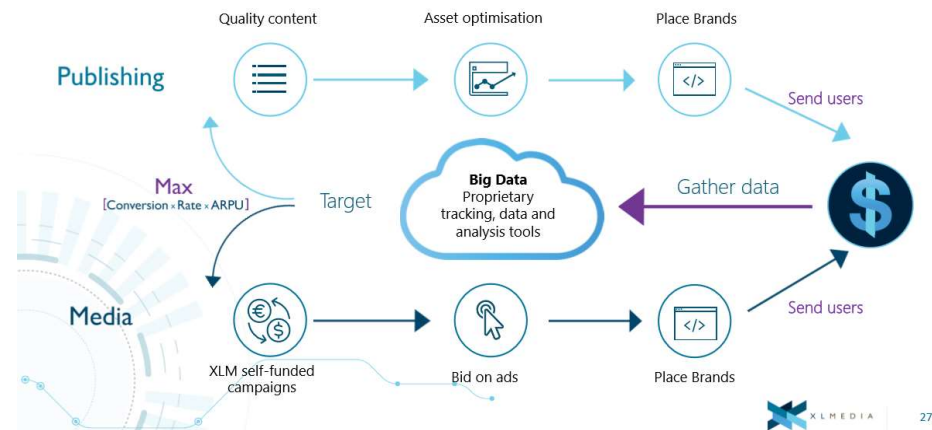 Quality content
Asset optimisation
Place Brands
Publishing
</>
Send users
Max
[Conversion × Rate × ARPU]
Target
Big Data
Proprietary
tracking, data and
analysis tools
Gather data
$
Media
€
$
</>
Send users
XLM self-funded
campaigns
Bid on ads
Place Brands
XLMEDIA
27